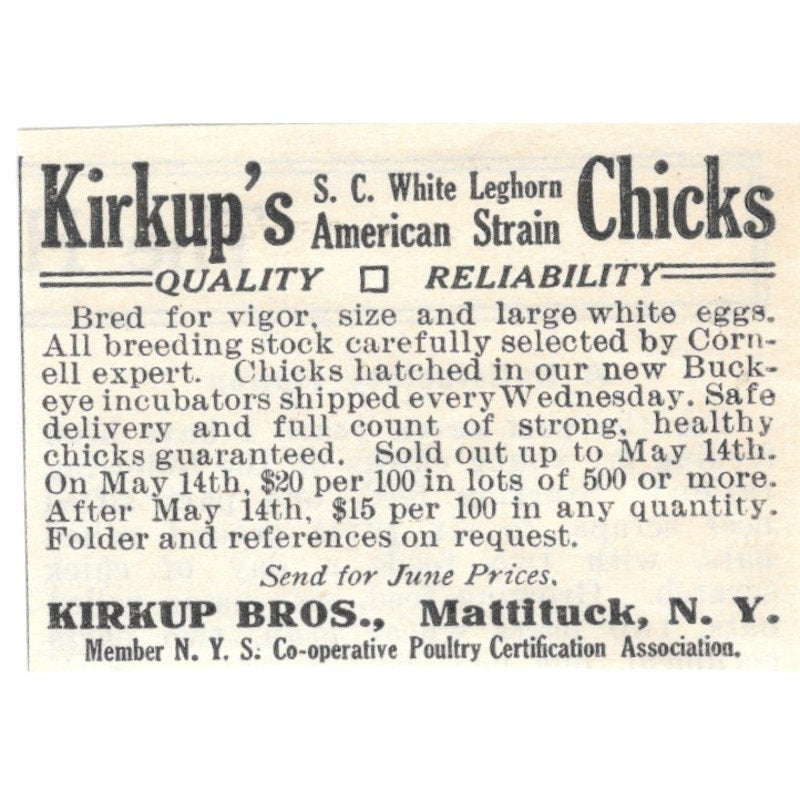 Kirkup's S. C. White Leghorn American Strain Chicks
QUALITY □ RELIABILITY
Bred for vigor, size and large white eggs.
All breeding stock carefully selected by Corn-
ell expert. Chicks hatched in our new Buck-
eye incubators shipped every Wednesday. Safe
delivery and full count of strong, healthy
chicks guaranteed. Sold out up to May 14th.
On May 14th, $20 per 100 in lots of 500 or more.
After May 14th, $15 per 100 in any quantity.
Folder and references on request.
Send for June Prices.
KIRKUP BROS., Mattituck, N. Y.
Member N. Y. S. Co-operative Poultry Certification Association.